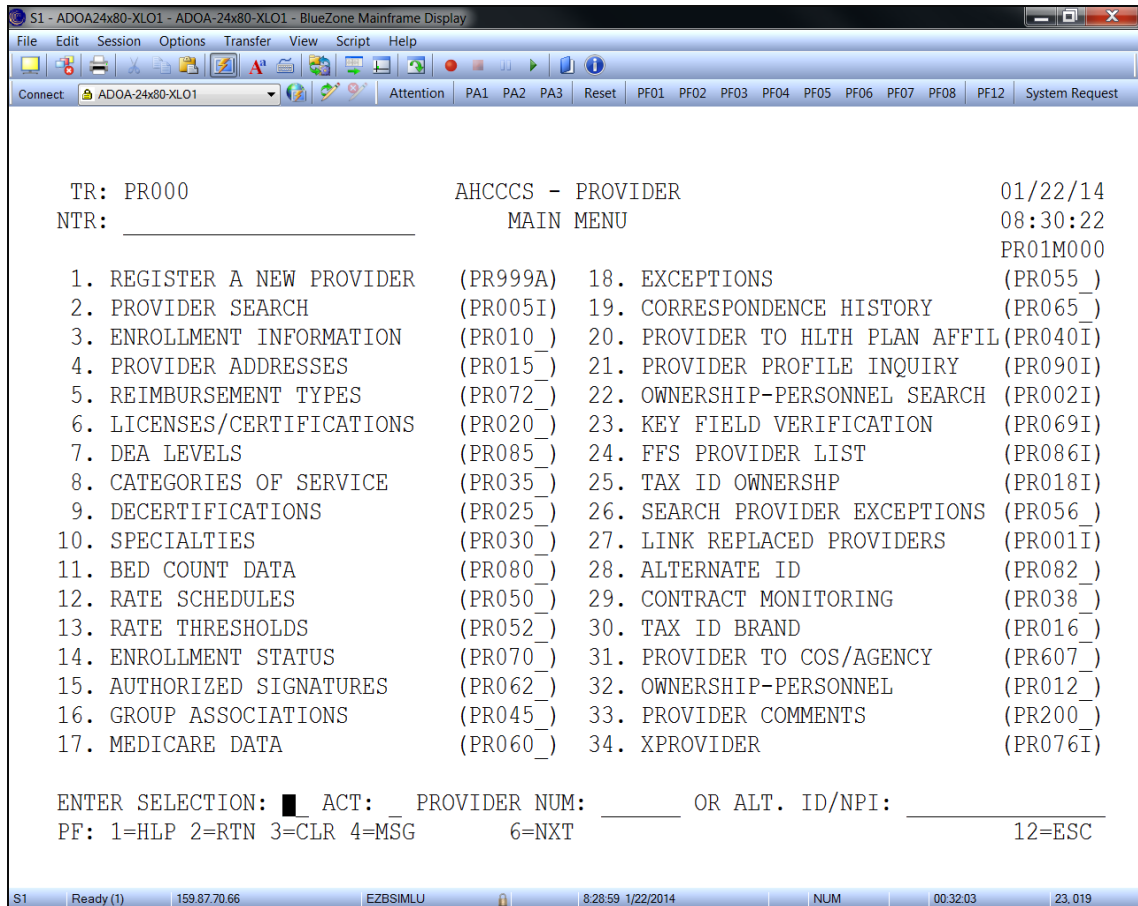 S1 - ADOA24x80-XLO1 - ADOA-24x80-XLO1 - BlueZone Mainframe Display
File Edit Session Options Transfer View Script Help
Connect ADOA-24x80-XLO1 Attention PA1 PA2 PA3 Reset PF01 PF02 PF03 PF04 PF05 PF06 PF07 PF08 PF12 System Request
TR: PR000 AHCCCS - PROVIDER 01/22/14
NTR: ____________________ MAIN MENU 08:30:22
PR01M000
1. REGISTER A NEW PROVIDER (PR999A) 18. EXCEPTIONS (PR055_)
2. PROVIDER SEARCH (PR005I) 19. CORRESPONDENCE HISTORY (PR065_)
3. ENROLLMENT INFORMATION (PR010_) 20. PROVIDER TO HLTH PLAN AFFIL(PR040I)
4. PROVIDER ADDRESSES (PR015_) 21. PROVIDER PROFILE INQUIRY (PR090I)
5. REIMBURSEMENT TYPES (PR072_) 22. OWNERSHIP-PERSONNEL SEARCH (PR002I)
6. LICENSES/CERTIFICATIONS (PR020_) 23. KEY FIELD VERIFICATION (PR069I)
7. DEA LEVELS (PR085_) 24. FFS PROVIDER LIST (PR086I)
8. CATEGORIES OF SERVICE (PR035_) 25. TAX ID OWNERSHP (PR018I)
9. DECERTIFICATIONS (PR025_) 26. SEARCH PROVIDER EXCEPTIONS (PR056_)
10. SPECIALTIES (PR030_) 27. LINK REPLACED PROVIDERS (PR001I)
11. BED COUNT DATA (PR080_) 28. ALTERNATE ID (PR082_)
12. RATE SCHEDULES (PR050_) 29. CONTRACT MONITORING (PR038_)
13. RATE THRESHOLDS (PR052_) 30. TAX ID BRAND (PR016_)
14. ENROLLMENT STATUS (PR070_) 31. PROVIDER TO COS/AGENCY (PR607_)
15. AUTHORIZED SIGNATURES (PR062_) 32. OWNERSHIP-PERSONNEL (PR012_)
16. GROUP ASSOCIATIONS (PR045_) 33. PROVIDER COMMENTS (PR200_)
17. MEDICARE DATA (PR060_) 34. XPROVIDER (PR076I)
ENTER SELECTION: __ ACT: _ PROVIDER NUM: ______ OR ALT. ID/NPI: _______________
PF: 1=HLP 2=RTN 3=CLR 4=MSG 6=NXT 12=ESC
S1 Ready (1) 159.87.70.66 EZBSIMLU 8:28:59 1/22/2014 NUM 00:32:03 23, 019